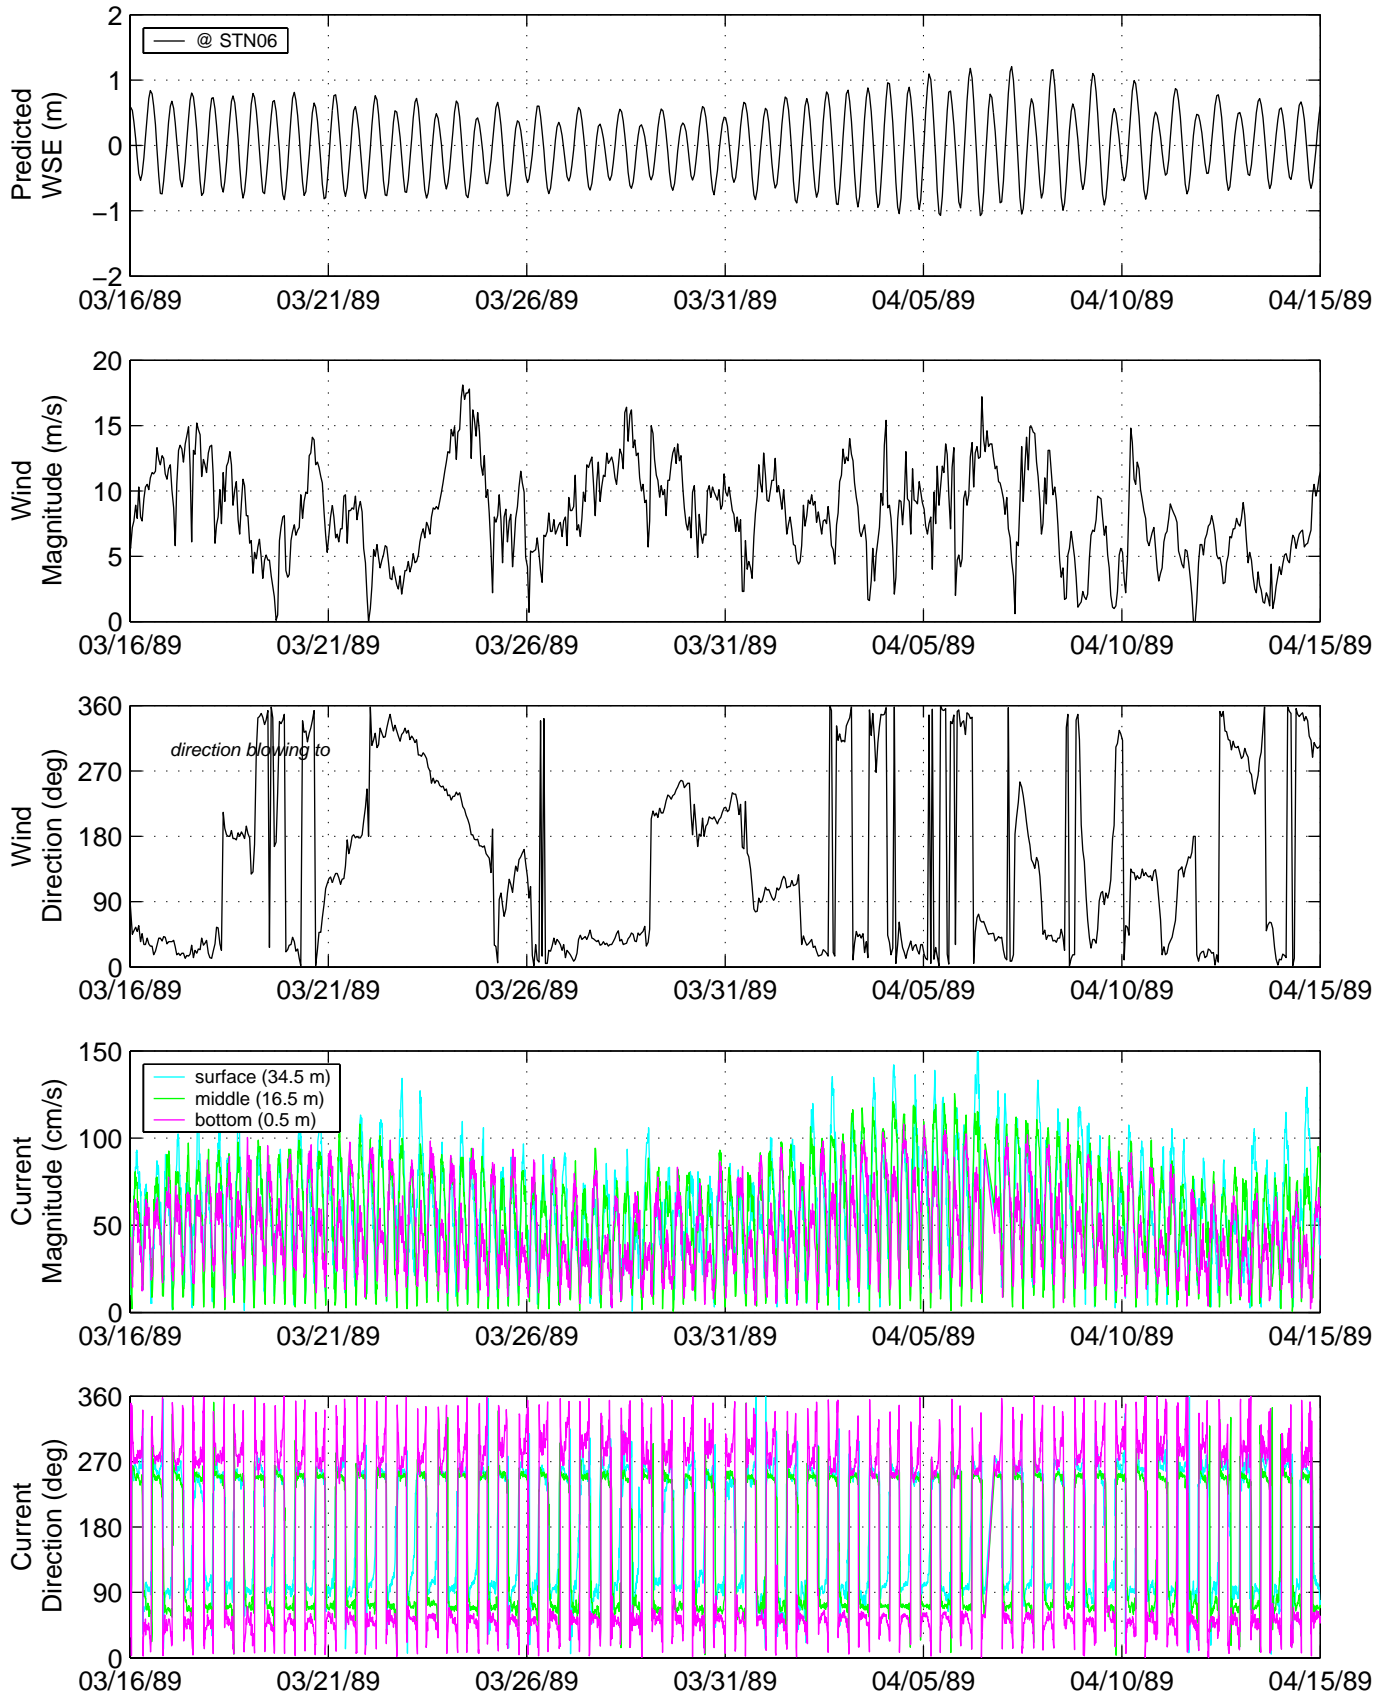 2
1
0
−1
−2
Predicted
WSE (m)
@ STN06
03/16/89 03/21/89 03/26/89 03/31/89 04/05/89 04/10/89 04/15/89
20
15
10
5
0
Wind
Magnitude (m/s)
03/16/89 03/21/89 03/26/89 03/31/89 04/05/89 04/10/89 04/15/89
360
270
180
90
0
Wind
Direction (deg)
direction blowing to
03/16/89 03/21/89 03/26/89 03/31/89 04/05/89 04/10/89 04/15/89
150
100
50
0
Current
Magnitude (cm/s)
surface (34.5 m)
middle (16.5 m)
bottom (0.5 m)
03/16/89 03/21/89 03/26/89 03/31/89 04/05/89 04/10/89 04/15/89
360
270
180
90
0
Current
Direction (deg)
03/16/89 03/21/89 03/26/89 03/31/89 04/05/89 04/10/89 04/15/89